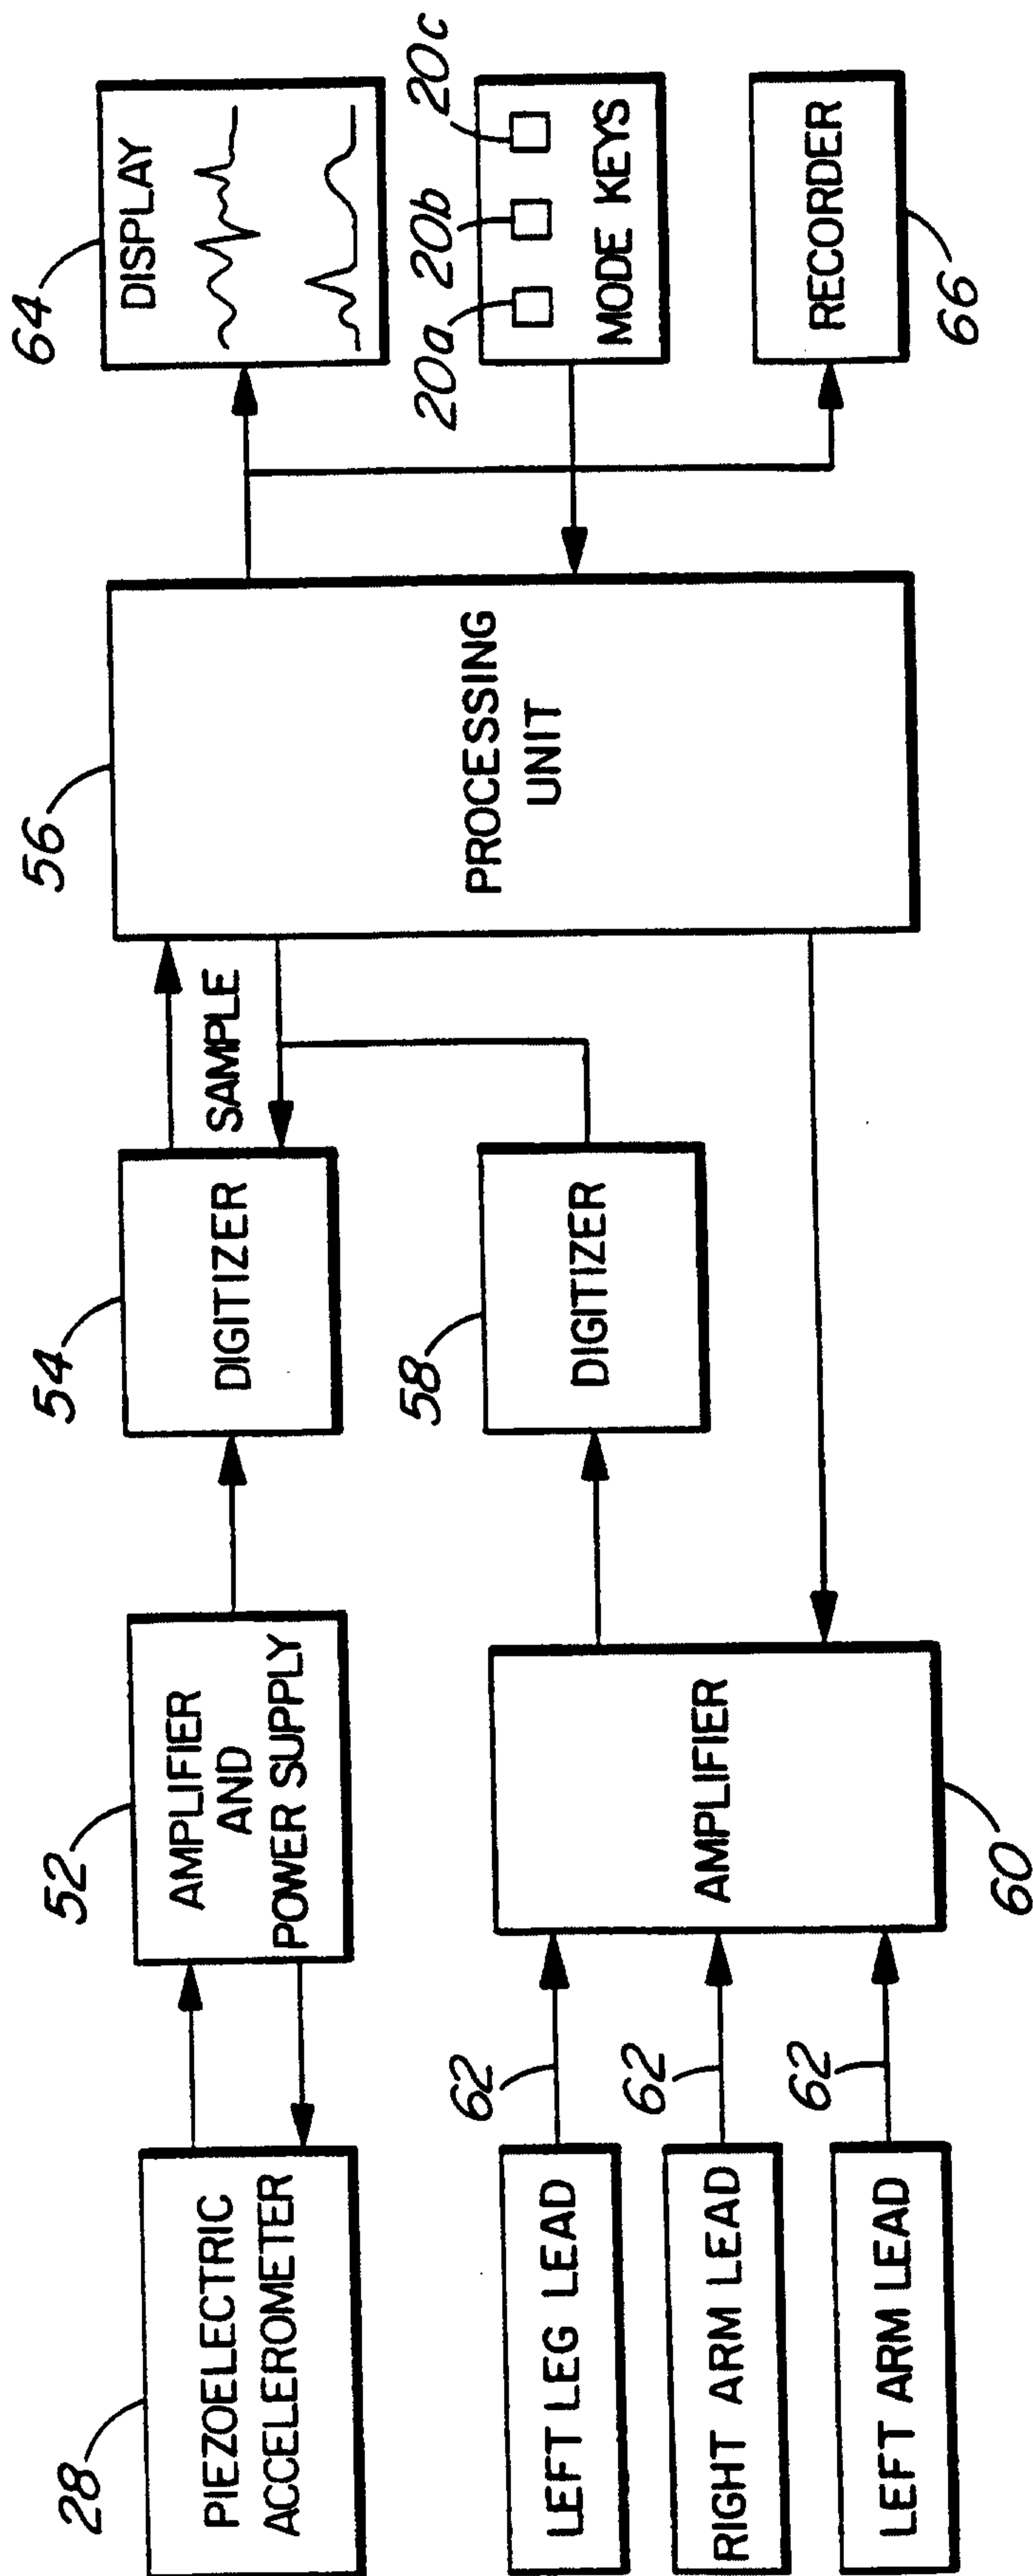 28
PIEZOELECTRIC
ACCELEROMETER
52
AMPLIFIER
AND
POWER SUPPLY
54
DIGITIZER
SAMPLE
56
PROCESSING
UNIT
64
DISPLAY
20a
20b
20c
MODE KEYS
RECORDER
66
58
DIGITIZER
AMPLIFIER
60
62
LEFT LEG LEAD
62
RIGHT ARM LEAD
62
LEFT ARM LEAD